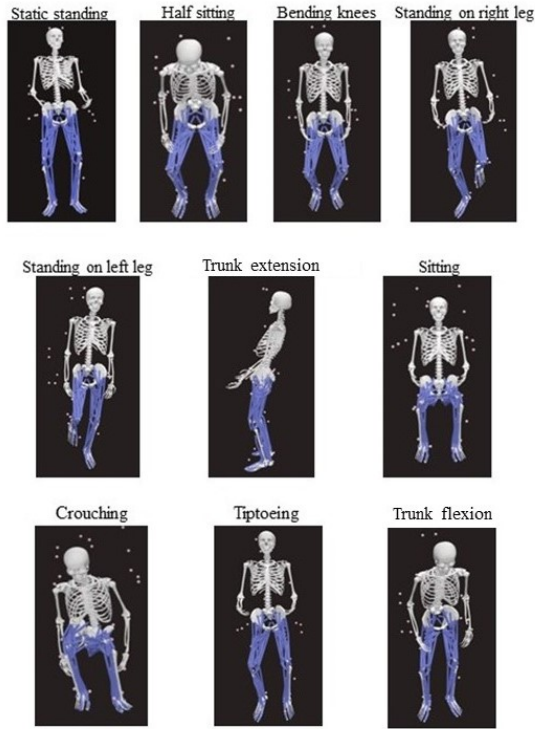 Static standing
Half sitting
Bending knees
Standing on right leg
Standing on left leg
Trunk extension
Sitting
Crouching
Tiptoeing
Trunk flexion